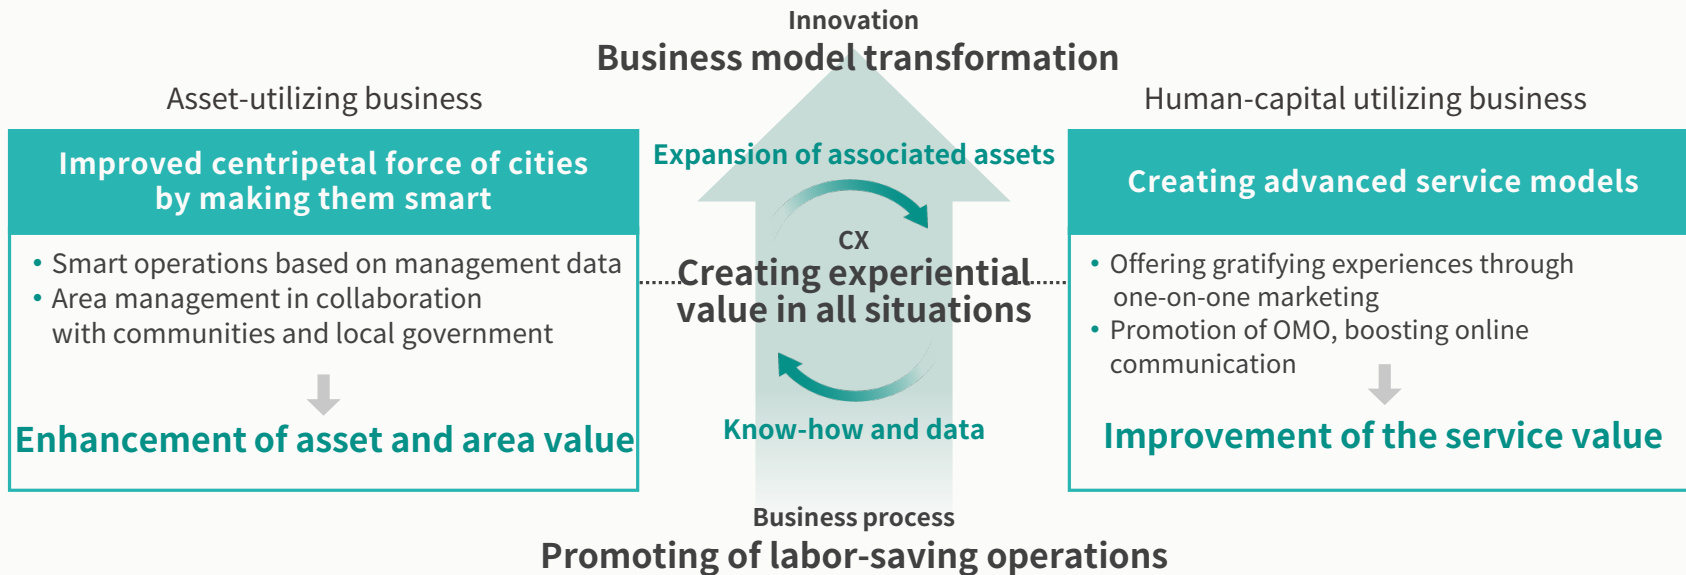 Innovation
Business model transformation
Asset-utilizing business
Improved centripetal force of cities
by making them smart
• Smart operations based on management data
• Area management in collaboration
with communities and local government
Enhancement of asset and area value
Expansion of associated assets
CX
Creating experiential
value in all situations
Know-how and data
Human-capital utilizing business
Creating advanced service models
• Offering gratifying experiences through
one-on-one marketing
• Promotion of OMO, boosting online
communication
Improvement of the service value
Business process
Promoting of labor-saving operations